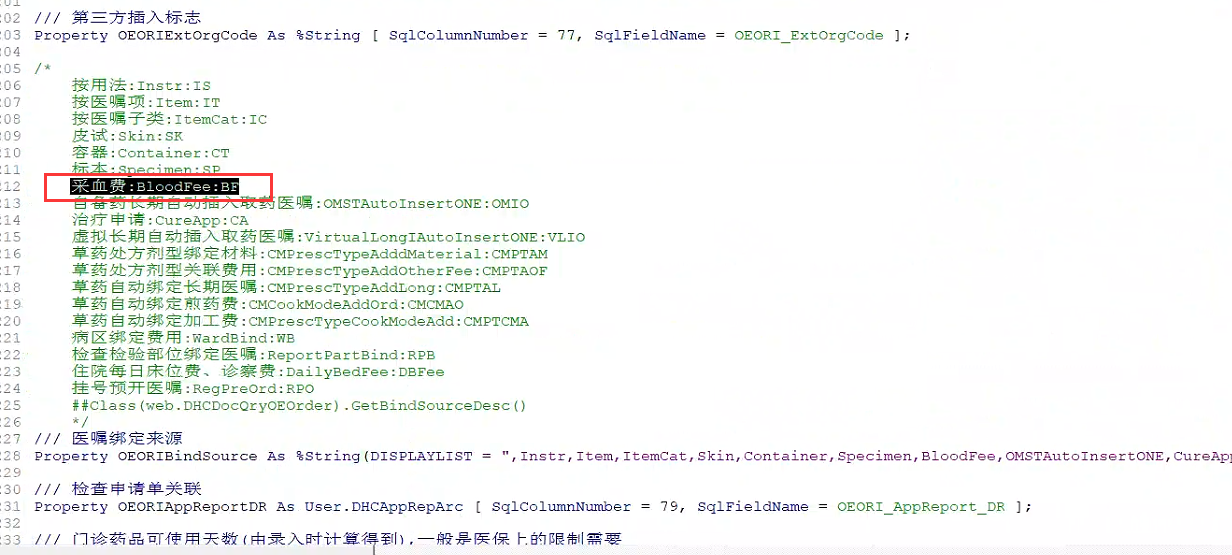 202 /// 第三方插入标志
203 Property OEORIExtOrgCode As %String [ SqlColumnNumber = 77, SqlFieldName = OEORI_ExtOrgCode ];
204
205 /*
206 按用法:Instr:IS
207 按医嘱项:Item:IT
208 按医嘱子类:ItemCat:IC
209 皮试:Skin:SK
210 容器:Container:CT
211 标本:Specimen:SP
212 采血费:BloodFee:BF
213 自备药长期自动插入取药医嘱:OMSTAutoInsertONE:OMIO
214 治疗申请:CureApp:CA
215 虚拟长期自动插入取药医嘱:VirtualLongIAutoInsertONE:VLIO
216 草药处方剂型绑定材料:CMPrescTypeAdddMaterial:CMPTAM
217 草药处方剂型关联费用:CMPrescTypeAddOtherFee:CMPTAOF
218 草药自动绑定长期医嘱:CMPrescTypeAddLong:CMPTAL
219 草药自动绑定煎药费:CMCookModeAddOrd:CMCMAO
220 草药自动绑定加工费:CMPrescTypeCookModeAdd:CMPTCMA
221 病区绑定费用:WardBind:WB
222 检查检验部位绑定医嘱:ReportPartBind:RPB
223 住院每日床位费、诊察费:DailyBedFee:DBFee
224 挂号预开医嘱:RegPreOrd:RPO
225 ##Class(web.DHCDocQryOEOrder).GetBindSourceDesc()
226 */
227 /// 医嘱绑定来源
228 Property OEORIBindSource As %String(DISPLAYLIST = ",Instr,Item,ItemCat,Skin,Container,Specimen,BloodFee,OMSTAutoInsertONE,CureApp
229
230 /// 检查申请单关联
231 Property OEORIAppReportDR As User.DHCAppRepArc [ SqlColumnNumber = 79, SqlFieldName = OEORI_AppReport_DR ];
232
233 /// 门诊药品可使用天数(由录入时计算得到),一般是医保上的限制需要